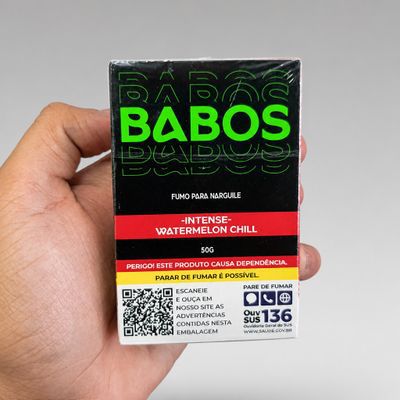 BABOS
BABOS
BABOS
BABOS
BABOS
FUMO PARA NARGUILE
-INTENSE-
WATERMELON CHILL
50G
PERIGO! ESTE PRODUTO CAUSA DEPENDÊNCIA.
PARAR DE FUMAR É POSSÍVEL.
ESCANEIE
E OUÇA EM
NOSSO SITE AS
ADVERTÊNCIAS
CONTIDAS NESTA
EMBALAGEM
PARE DE FUMAR
Ouv
SUS 136
Ouvidoria Geral do SUS
WWW.SAUDE.GOV.BR